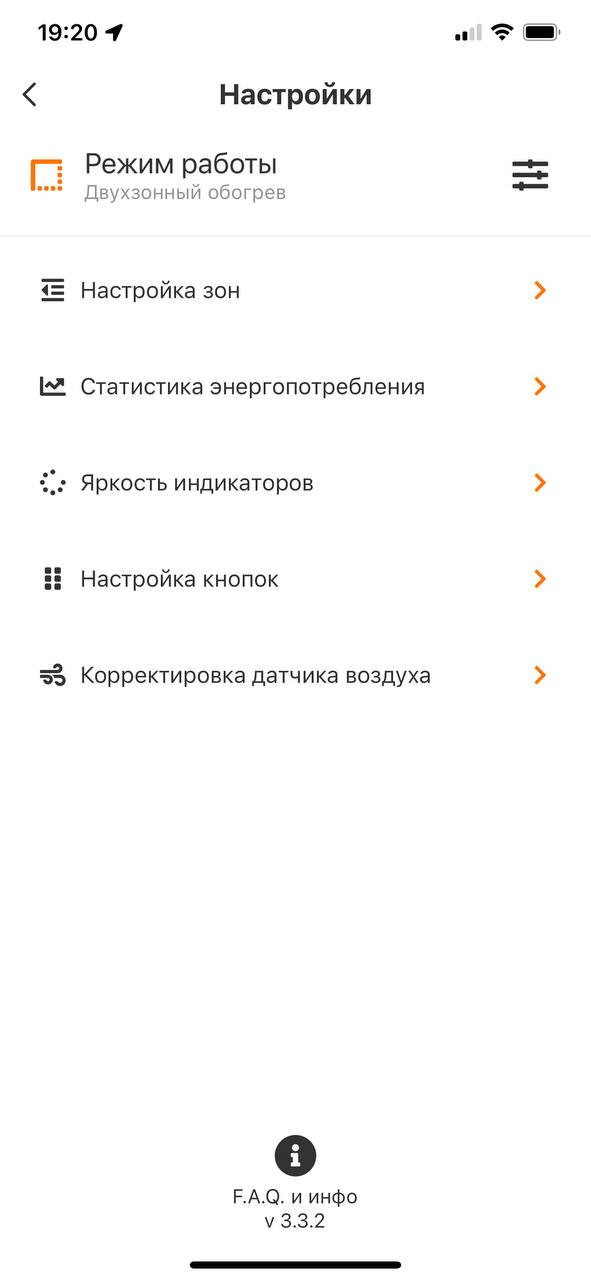 19:20
Настройки
Режим работы
Двухзонный обогрев
Настройка зон
Статистика энергопотребления
Яркость индикаторов
Настройка кнопок
Корректировка датчика воздуха
F.A.Q. и инфо
v 3.3.2